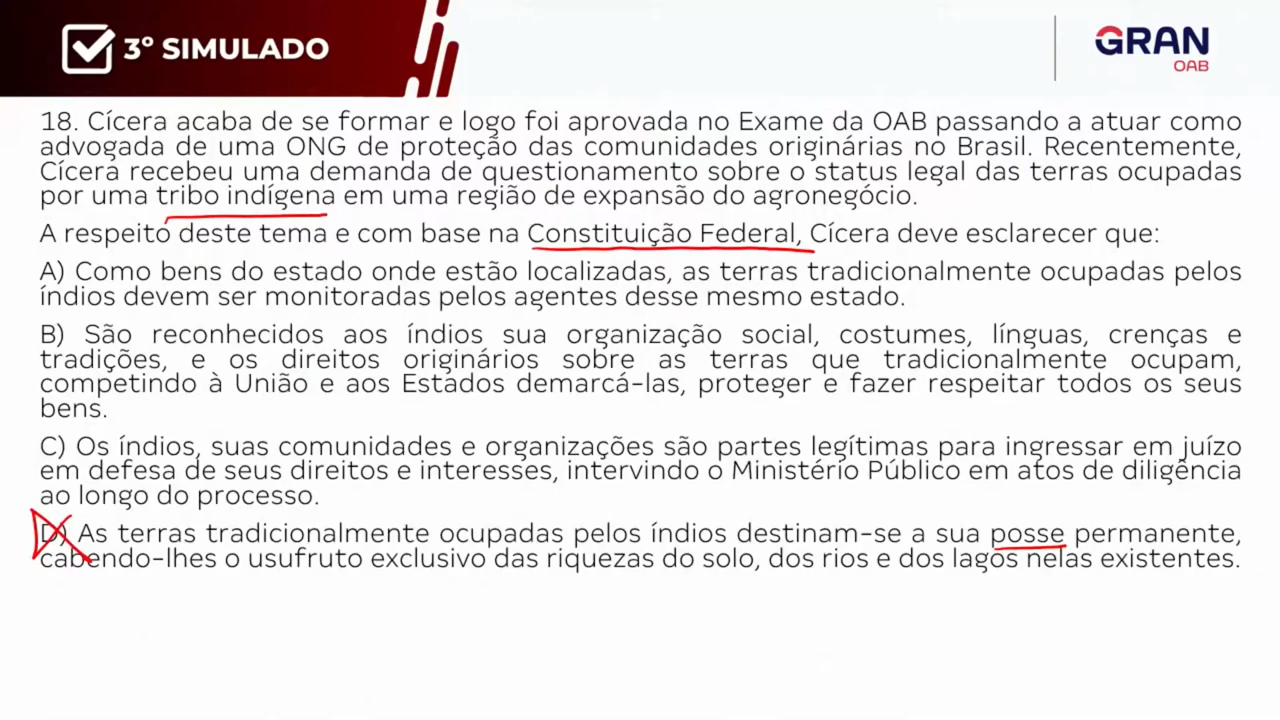 3º SIMULADO
GRAN
OAB
18. Cícera acaba de se formar e logo foi aprovada no Exame da OAB passando a atuar como
advogada de uma ONG de proteção das comunidades originárias no Brasil. Recentemente,
Cícera recebeu uma demanda de questionamento sobre o status legal das terras ocupadas
por uma tribo indígena em uma região de expansão do agronegócio.
A respeito deste tema e com base na Constituição Federal, Cícera deve esclarecer que:
A) Como bens do estado onde estão localizadas, as terras tradicionalmente ocupadas pelos
índios devem ser monitoradas pelos agentes desse mesmo estado.
B) São reconhecidos aos índios sua organização social, costumes, línguas, crenças e
tradições, e os direitos originários sobre as terras que tradicionalmente ocupam,
competindo à União e aos Estados demarcá-las, proteger e fazer respeitar todos os seus
bens.
C) Os índios, suas comunidades e organizações são partes legítimas para ingressar em juízo
em defesa de seus direitos e interesses, intervindo o Ministério Público em atos de diligência
ao longo do processo.
D) As terras tradicionalmente ocupadas pelos índios destinam-se a sua posse permanente,
cabendo-lhes o usufruto exclusivo das riquezas do solo, dos rios e dos lagos nelas existentes.